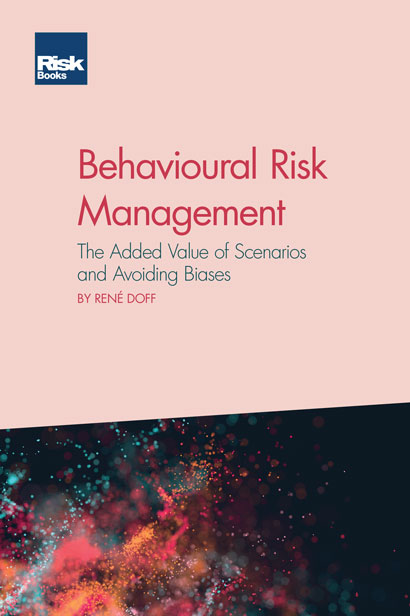 Risk
Books
Behavioural Risk
Management
The Added Value of Scenarios
and Avoiding Biases
BY RENÉ DOFF